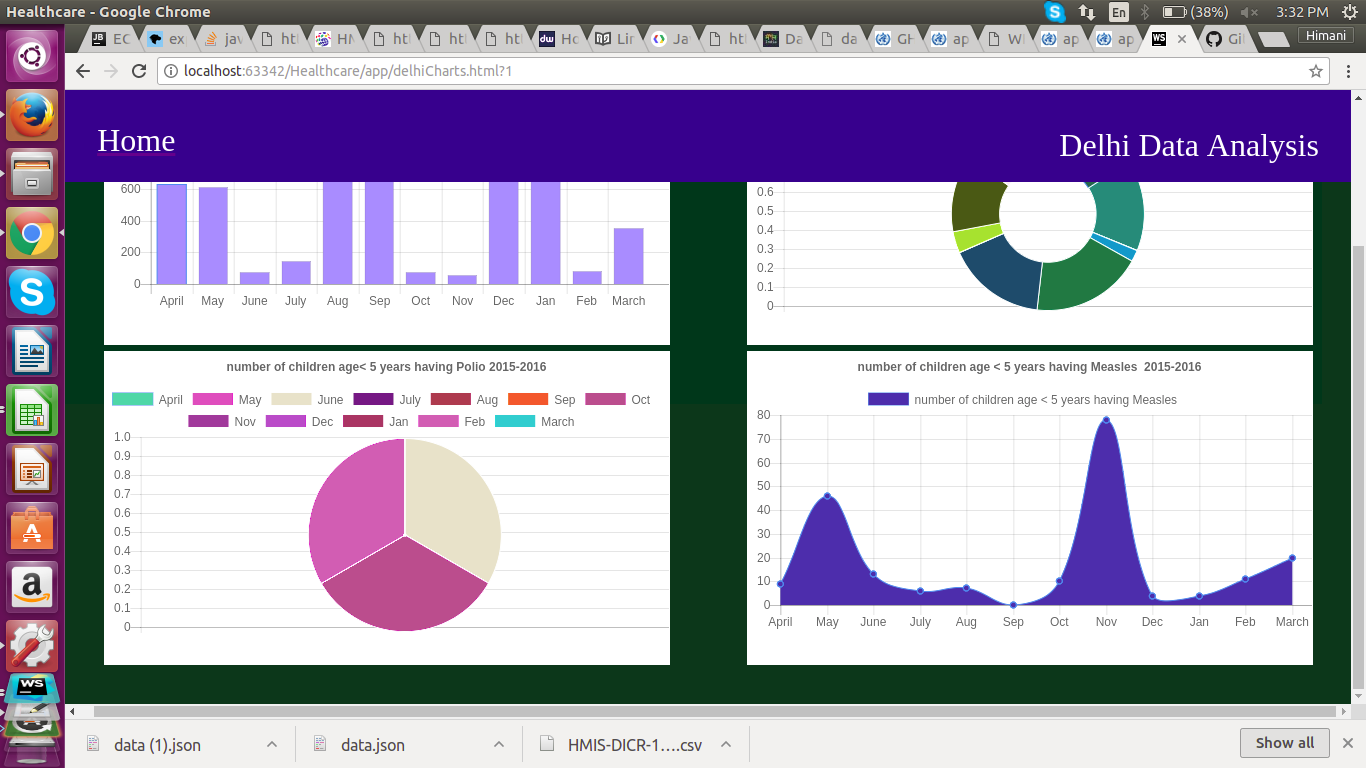 Healthcare - Google Chrome
En (38%) 3:32 PM
EC ex jav htt HN htt htt htt Ho Lir Ja htt Da da GH ap WI ap ap Gi Himani
localhost:63342/Healthcare/app/delhiCharts.html?1
Home
Delhi Data Analysis
600
400
200
0
April May June July Aug Sep Oct Nov Dec Jan Feb March
0.6
0.5
0.4
0.3
0.2
0.1
0
number of children age< 5 years having Polio 2015-2016
April May June July Aug Sep Oct
Nov Dec Jan Feb March
1.0
0.9
0.8
0.7
0.6
0.5
0.4
0.3
0.2
0.1
0
number of children age < 5 years having Measles 2015-2016
number of children age < 5 years having Measles
80
70
60
50
40
30
20
10
0
April May June July Aug Sep Oct Nov Dec Jan Feb March
data (1).json
data.json
HMIS-DICR-1....csv
Show all